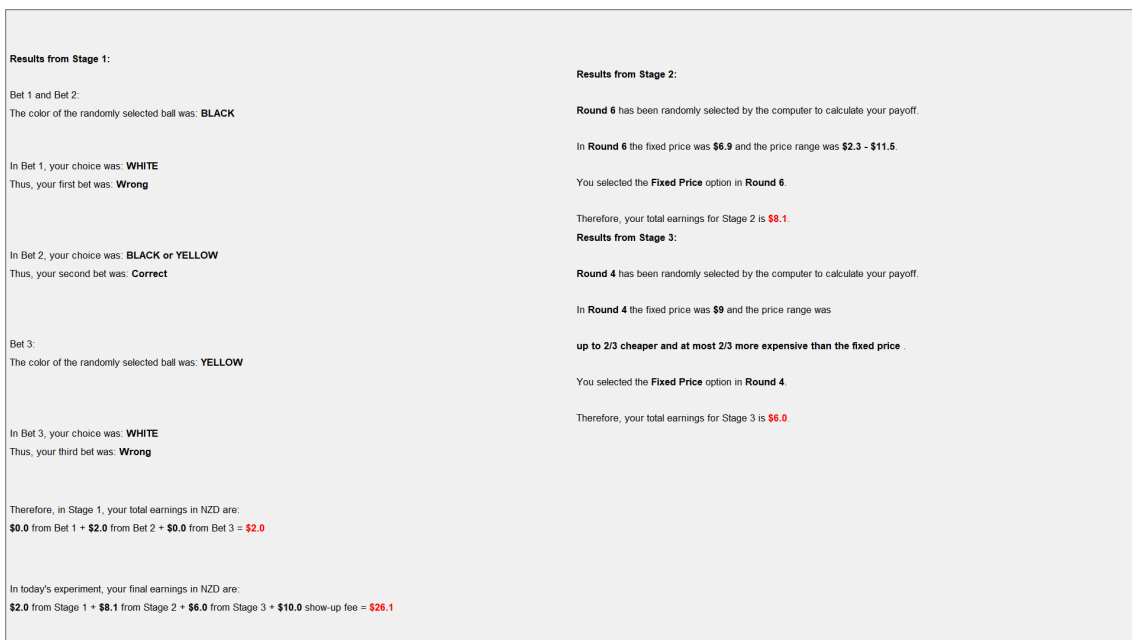 Results from Stage 1:
Bet 1 and Bet 2:
The color of the randomly selected ball was: BLACK
In Bet 1, your choice was: WHITE
Thus, your first bet was: Wrong
In Bet 2, your choice was: BLACK or YELLOW
Thus, your second bet was: Correct
Bet 3:
The color of the randomly selected ball was: YELLOW
In Bet 3, your choice was: WHITE
Thus, your third bet was: Wrong
Therefore, in Stage 1, your total earnings in NZD are:
$0.0 from Bet 1 + $2.0 from Bet 2 + $0.0 from Bet 3 = $2.0
In today's experiment, your final earnings in NZD are:
$2.0 from Stage 1 + $8.1 from Stage 2 + $6.0 from Stage 3 + $10.0 show-up fee = $26.1
Results from Stage 2:
Round 6 has been randomly selected by the computer to calculate your payoff.
In Round 6 the fixed price was $6.9 and the price range was $2.3 - $11.5.
You selected the Fixed Price option in Round 6.
Therefore, your total earnings for Stage 2 is $8.1.
Results from Stage 3:
Round 4 has been randomly selected by the computer to calculate your payoff.
In Round 4 the fixed price was $9 and the price range was
up to 2/3 cheaper and at most 2/3 more expensive than the fixed price .
You selected the Fixed Price option in Round 4.
Therefore, your total earnings for Stage 3 is $6.0.